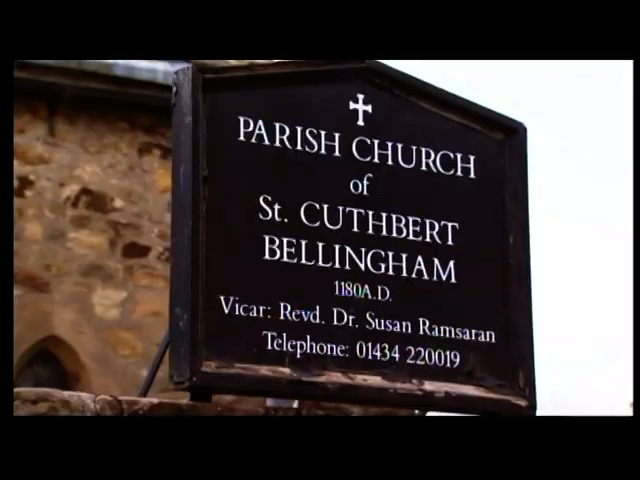 PARISH CHURCH
of
St. CUTHBERT
BELLINGHAM
1180A.D.
Vicar: Revd. Dr. Susan Ramsaran
Telephone: 01434 220019